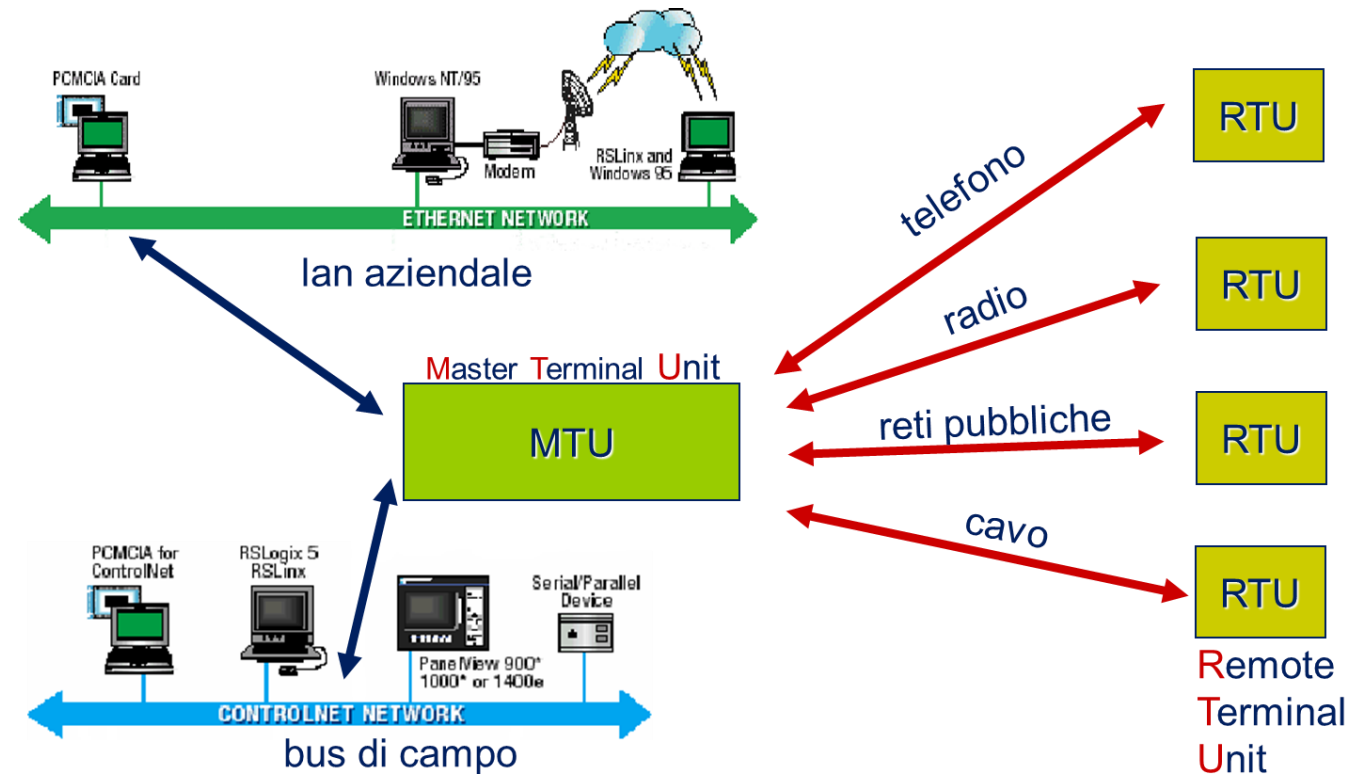 PCMCIA Card
Windows NT/95
Modem
RSLinx and
Windows 95
ETHERNET NETWORK
lan aziendale
Master Terminal Unit
MTU
telefono
radio
reti pubbliche
cavo
RTU
RTU
RTU
RTU
Remote
Terminal
Unit
PCMCIA for
ControlNet
RSLogix 5
RSLinx
PanelView 900*
1000* or 1400e
Serial/Parallel
Device
CONTROLNET NETWORK
bus di campo